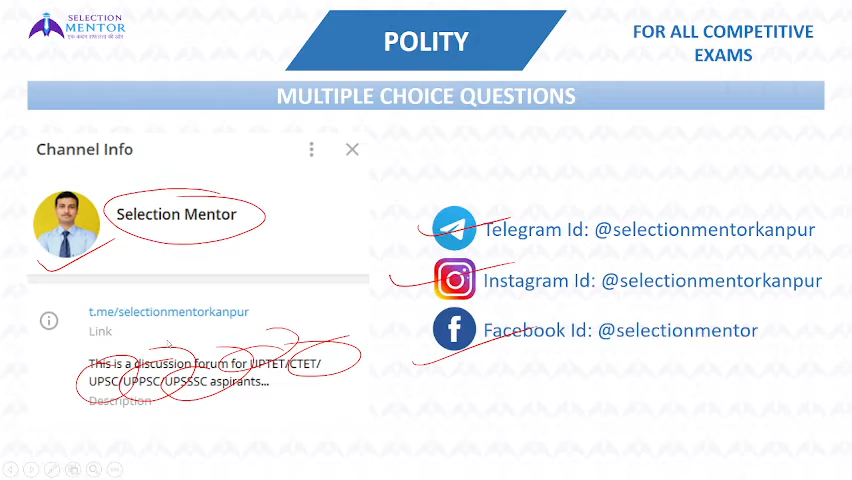 SELECTION
MENTOR
POLITY
FOR ALL COMPETITIVE
EXAMS
MULTIPLE CHOICE QUESTIONS
Channel Info
Selection Mentor
t.me/selectionmentorkanpur
Link
This is a discussion forum for UPTET/CTET/
UPSC/UPPSC/UPSSSC aspirants...
Description
Telegram Id: @selectionmentorkanpur
Instagram Id: @selectionmentorkanpur
Facebook Id: @selectionmentor